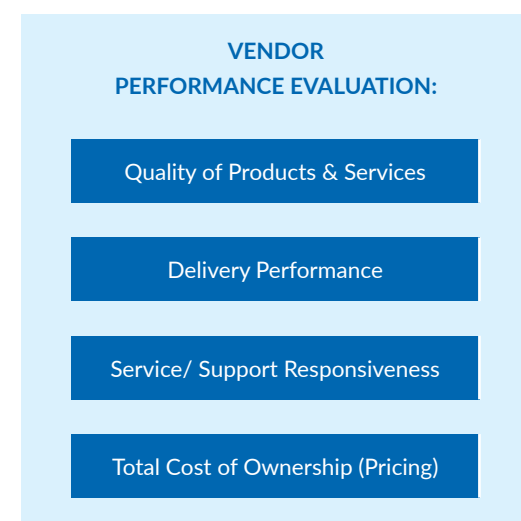 VENDOR
PERFORMANCE EVALUATION:
Quality of Products & Services
Delivery Performance
Service/ Support Responsiveness
Total Cost of Ownership (Pricing)